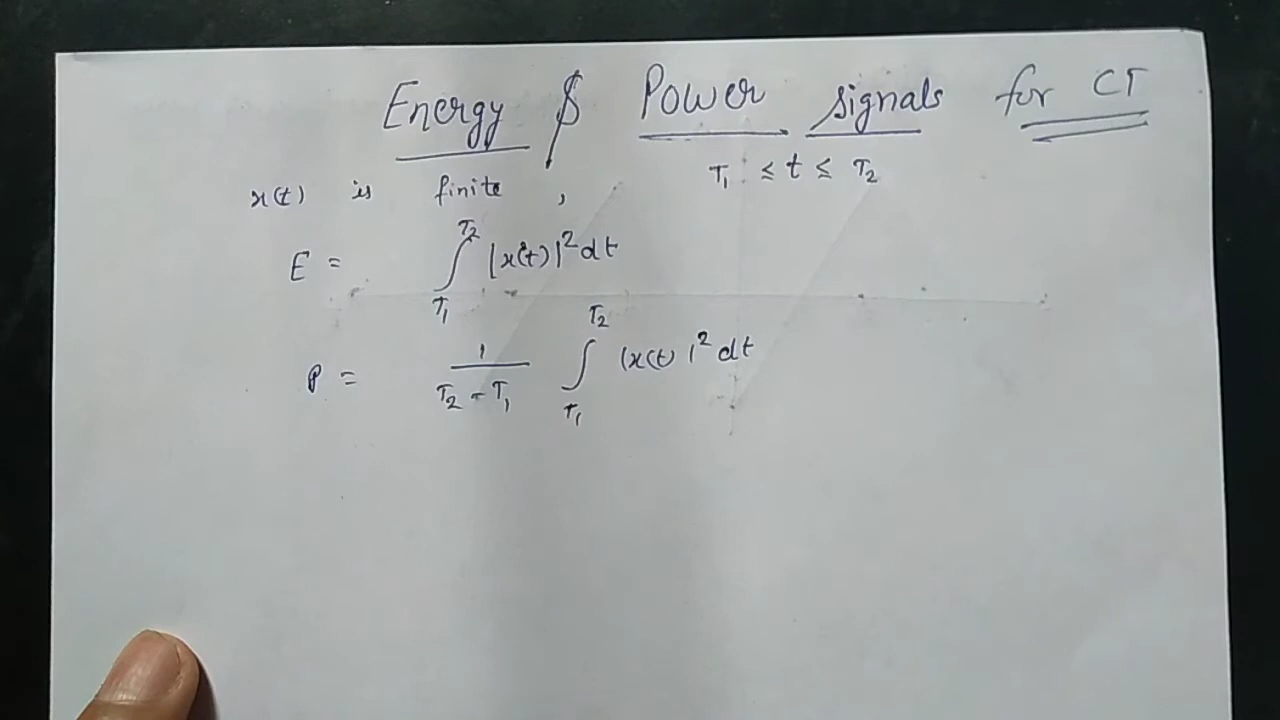 Energy & Power signals for CT
x(t) is finite , T₁ ≤ t ≤ T₂
E = ∫_{T₁}^{T₂} |x(t)|² dt
P = 1/(T₂ - T₁) ∫_{T₁}^{T₂} |x(t)|² dt